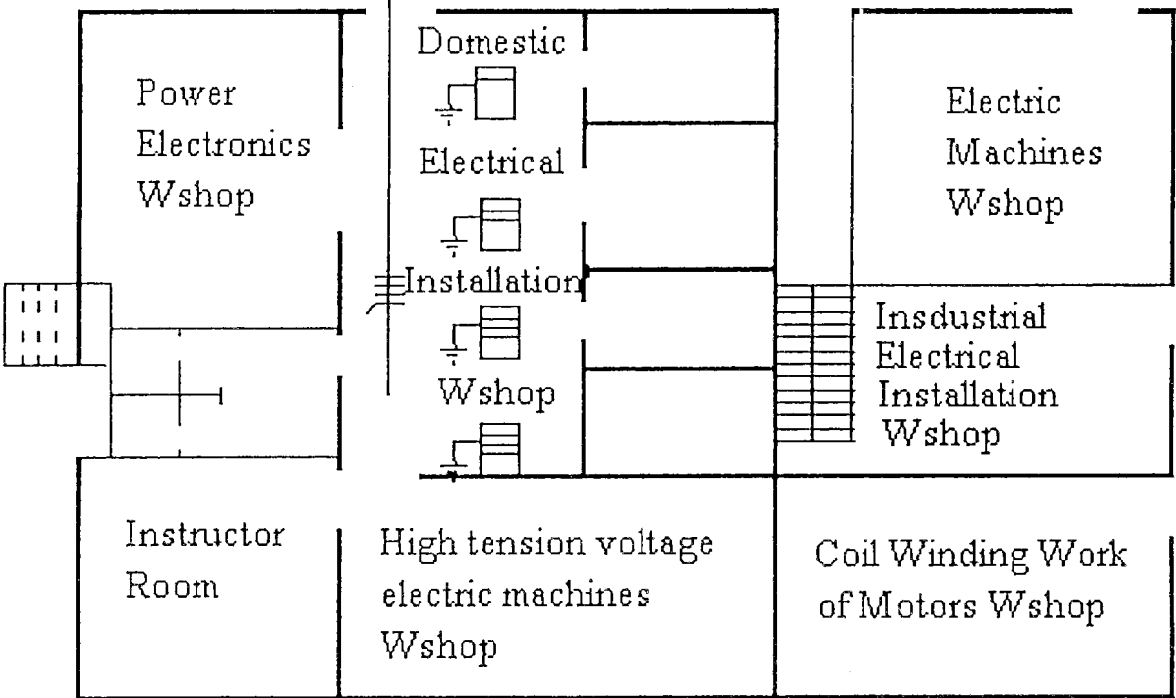 Power
Electronics
Wshop
Domestic
Electrical
Installation
Wshop
Electric
Machines
Wshop
Insdustrial
Electrical
Installation
Wshop
Instructor
Room
High tension voltage
electric machines
Wshop
Coil Winding Work
of Motors Wshop